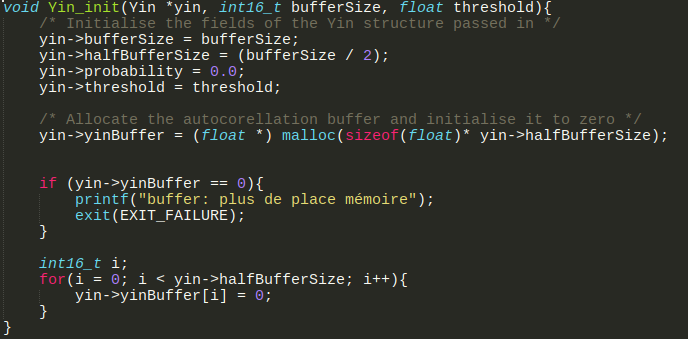 void Yin_init(Yin *yin, int16_t bufferSize, float threshold){
    /* Initialise the fields of the Yin structure passed in */
    yin->bufferSize = bufferSize;
    yin->halfBufferSize = (bufferSize / 2);
    yin->probability = 0.0;
    yin->threshold = threshold;

    /* Allocate the autocorellation buffer and initialise it to zero */
    yin->yinBuffer = (float *) malloc(sizeof(float)* yin->halfBufferSize);


    if (yin->yinBuffer == 0){
        printf("buffer: plus de place mémoire");
        exit(EXIT_FAILURE);
    }

    int16_t i;
    for(i = 0; i < yin->halfBufferSize; i++){
        yin->yinBuffer[i] = 0;
    }
}